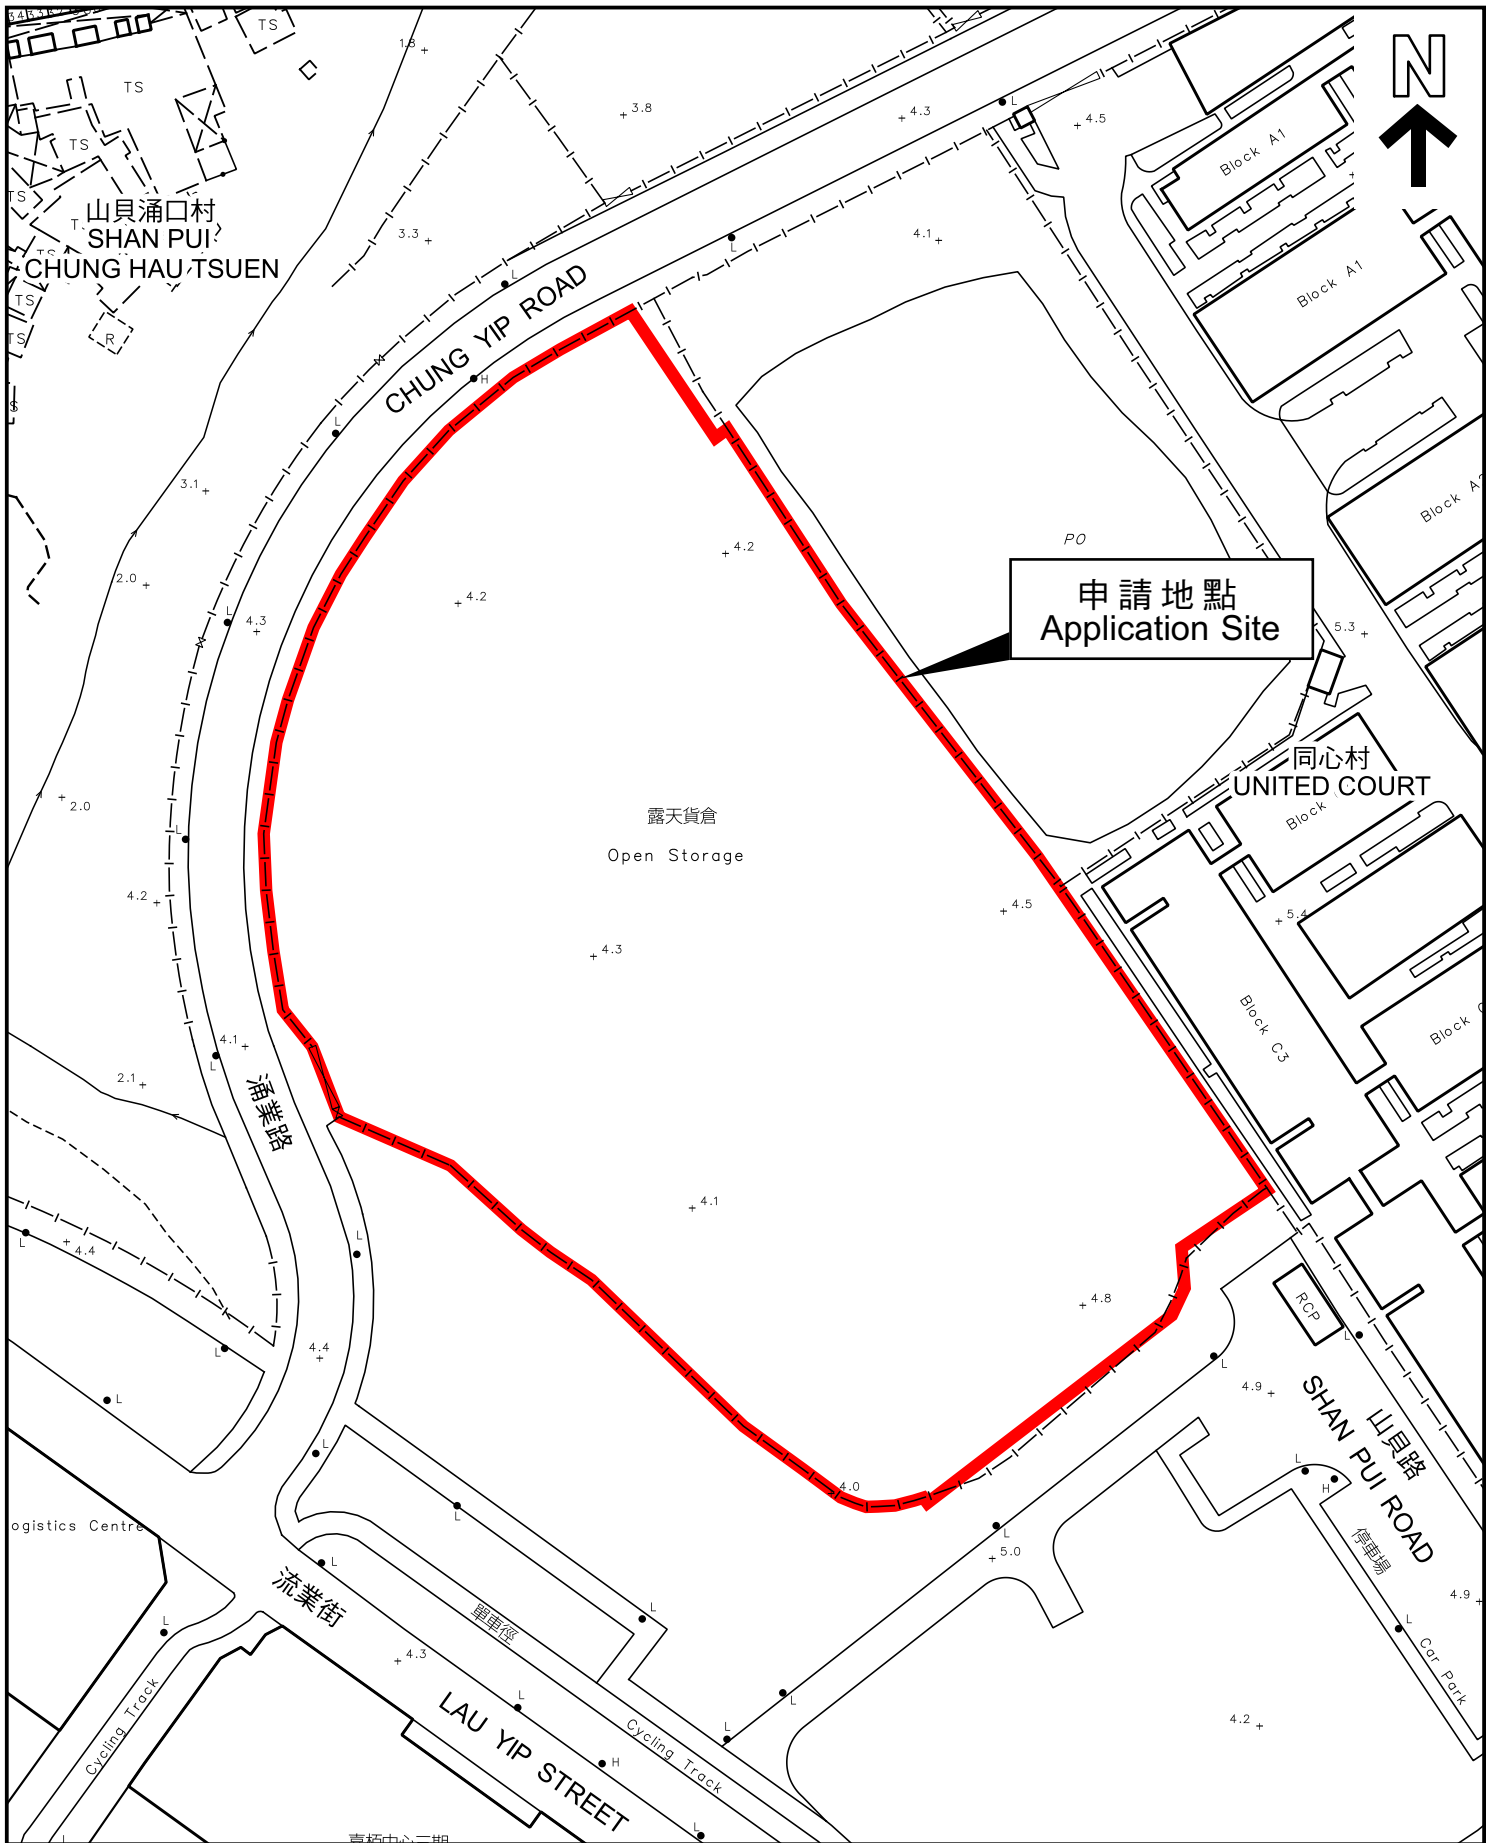 TS
1.8
3.8
4.3
L
4.5
N
TS
TS
TS
Block A1
山貝涌口村
SHAN PUI
CHUNG HAU TSUEN
3.3
4.1
L
L
TS
TS
R
Block A1
CHUNG YIP ROAD
H
L
3.1
Block A2
4.2
PO
2.0
4.2
申請地點
Application Site
L
4.3
5.3
2.0
同心村
UNITED COURT
Block
露天貨倉
Open Storage
L
4.2
4.5
5.4
4.3
Block C3
Block
4.1
L
2.1
涌業路
4.1
L
L
4.4
4.8
RCP
L
4.4
L
L
L
4.9
山貝路
SHAN PUI ROAD
L
L
H
4.0
ogistics Centre
L
L
5.0
停車場
L
流業街
4.9
單車徑
L
L
L
4.3
Car Park
Cycling Track
L
L
4.2
LAU YIP STREET
Cycling Track
L
H
L
L